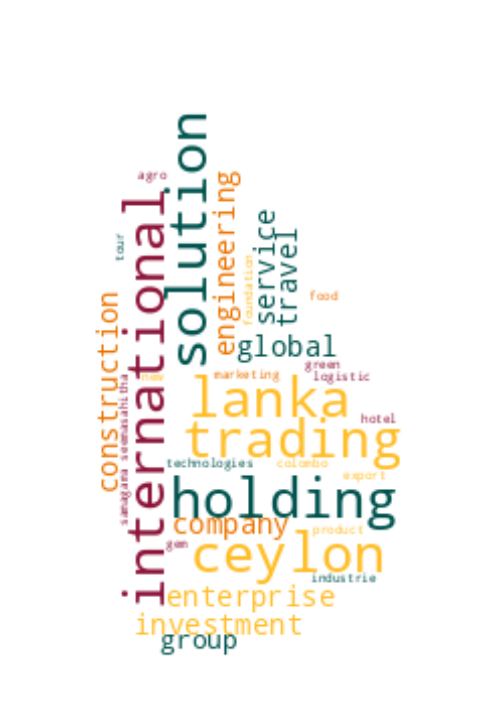 solution
agro
engineering
international
service
travel
tour
foundation
food
construction
global
green
marketing
logistic
new
lanka
samagama seemasahitha
hotel
trading
technologies
colombo
export
holding
company
product
gem
ceylon
industrie
enterprise
investment
group